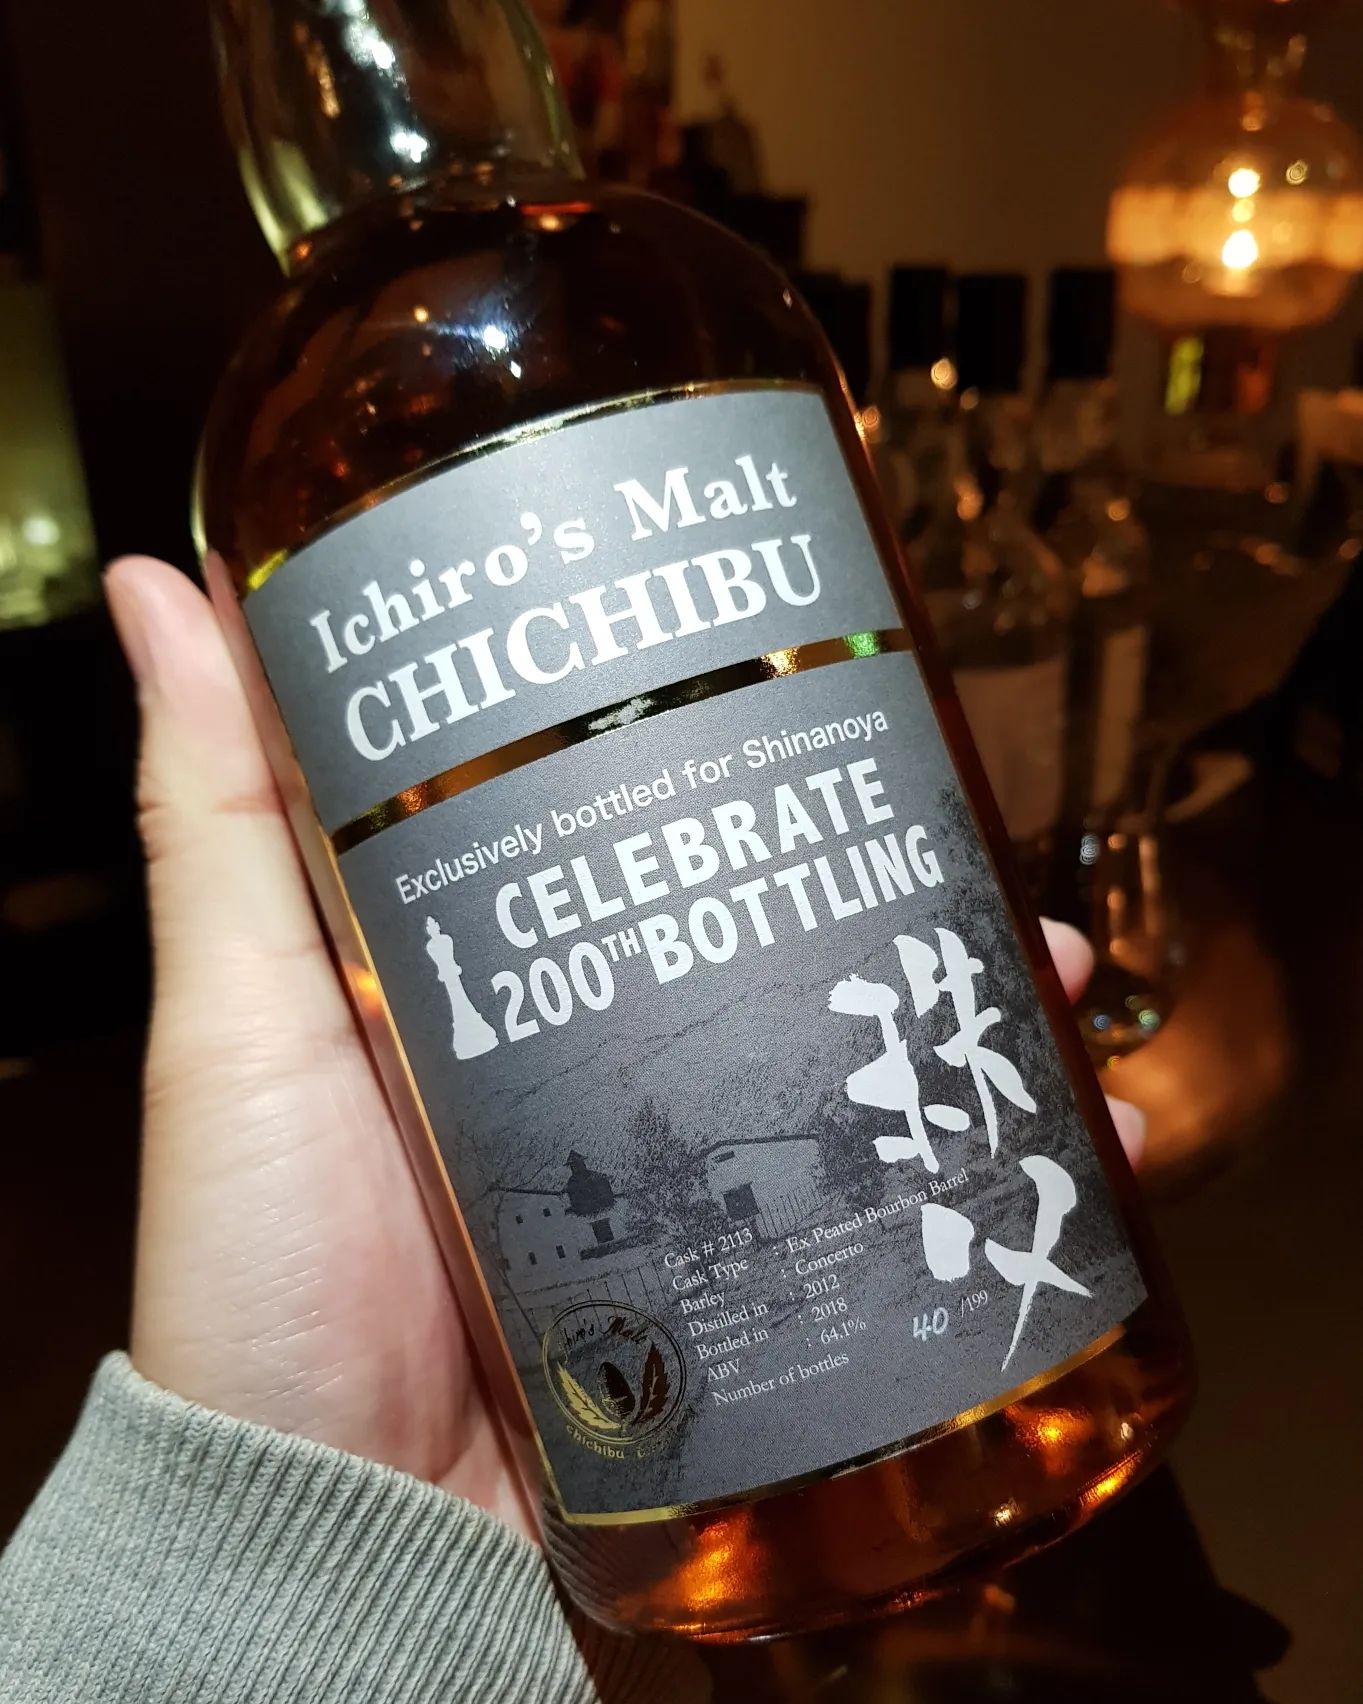 Ichiro's Malt
CHICHIBU
Exclusively bottled for Shinanoya
CELEBRATE
200TH BOTTLING
秩父
Cask # 2113
Cask Type : Ex Peated Bourbon Barrel
Barley : Concerto
Distilled in : 2012
Bottled in : 2018
ABV : 64.1%
Number of bottles 40 /199
Malt
chichibu